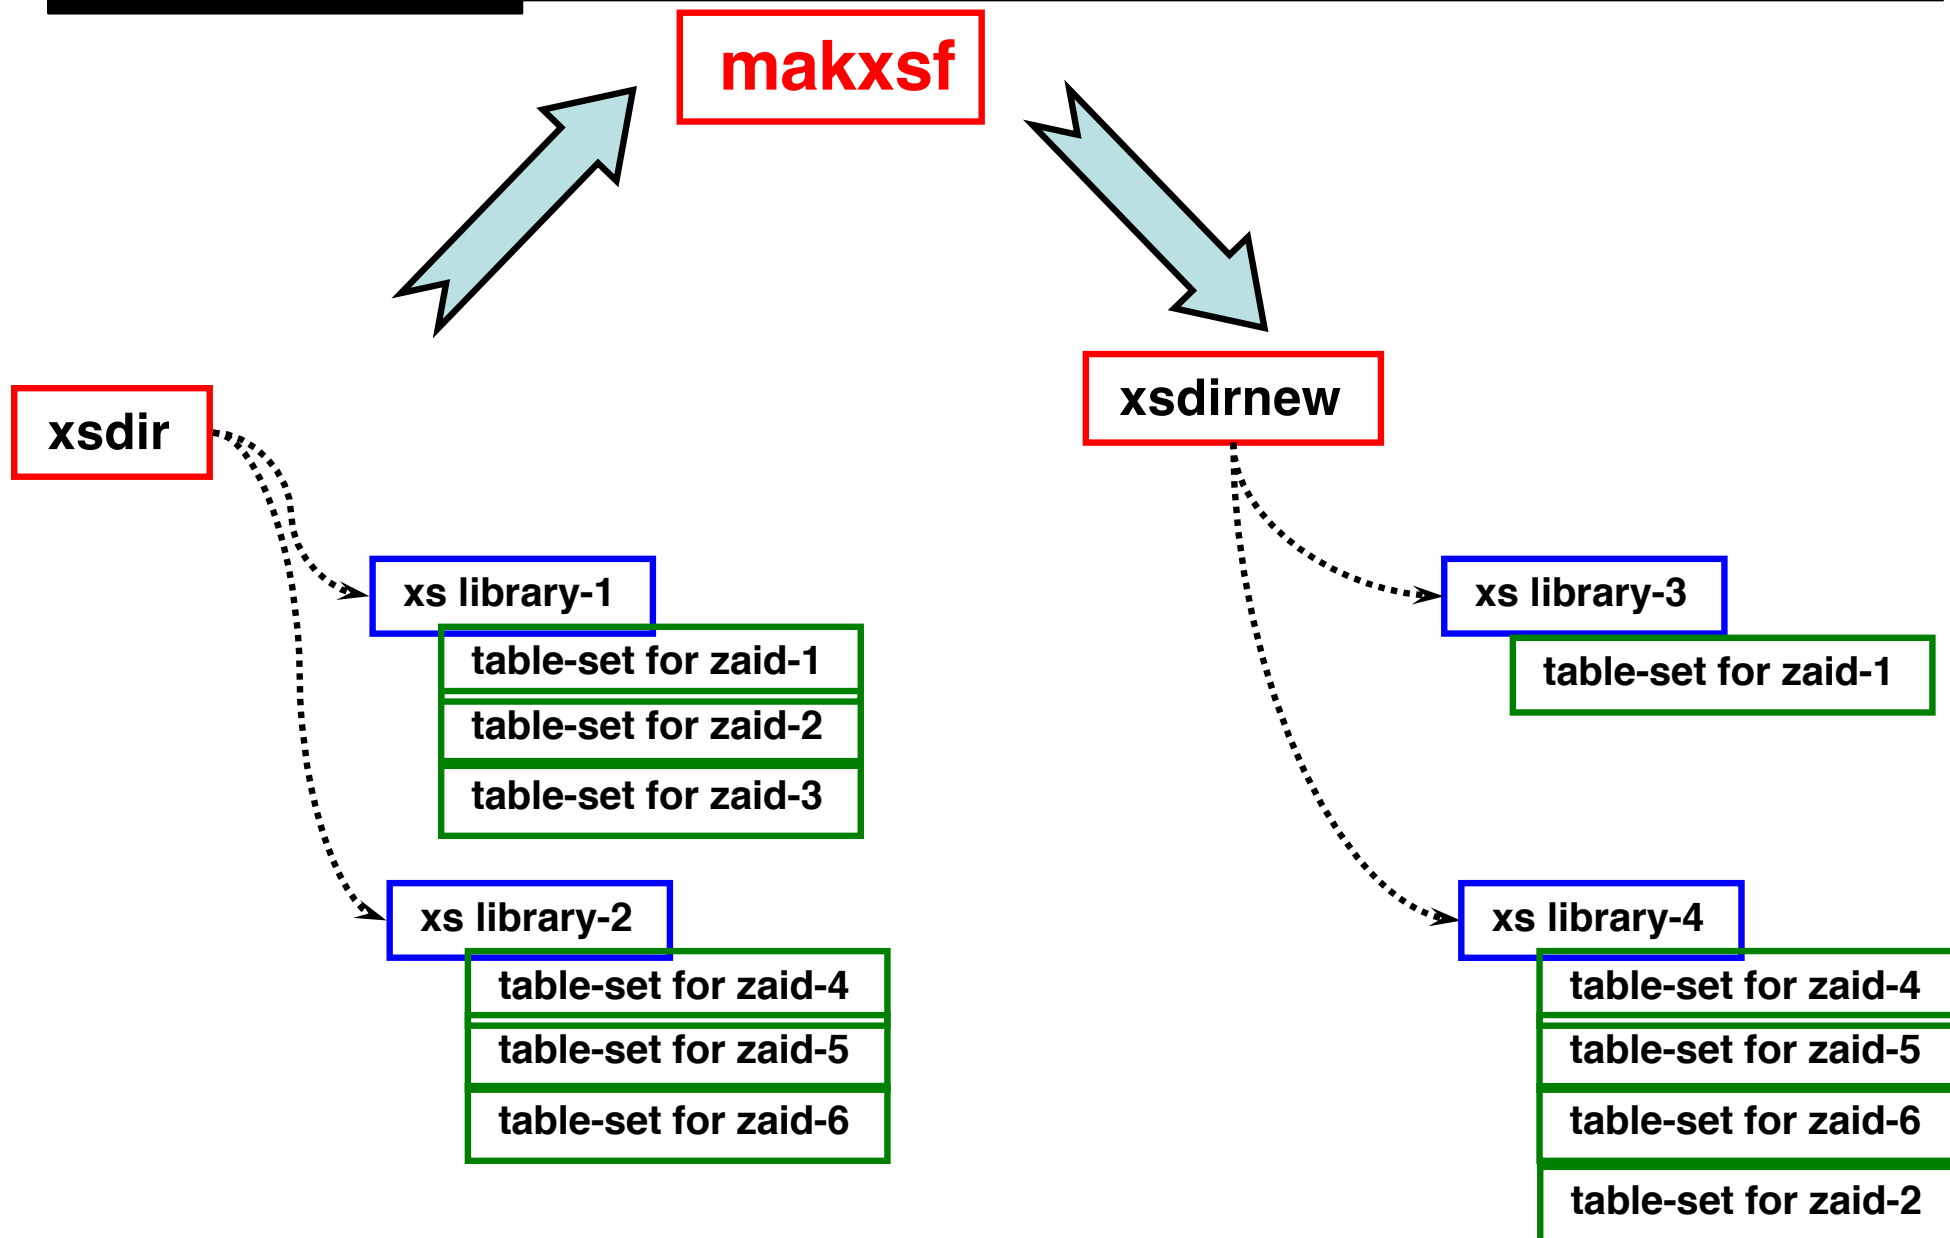 makxsf
xsdir
xs library-1
table-set for zaid-1
table-set for zaid-2
table-set for zaid-3
xs library-2
table-set for zaid-4
table-set for zaid-5
table-set for zaid-6
xsdirnew
xs library-3
table-set for zaid-1
xs library-4
table-set for zaid-4
table-set for zaid-5
table-set for zaid-6
table-set for zaid-2